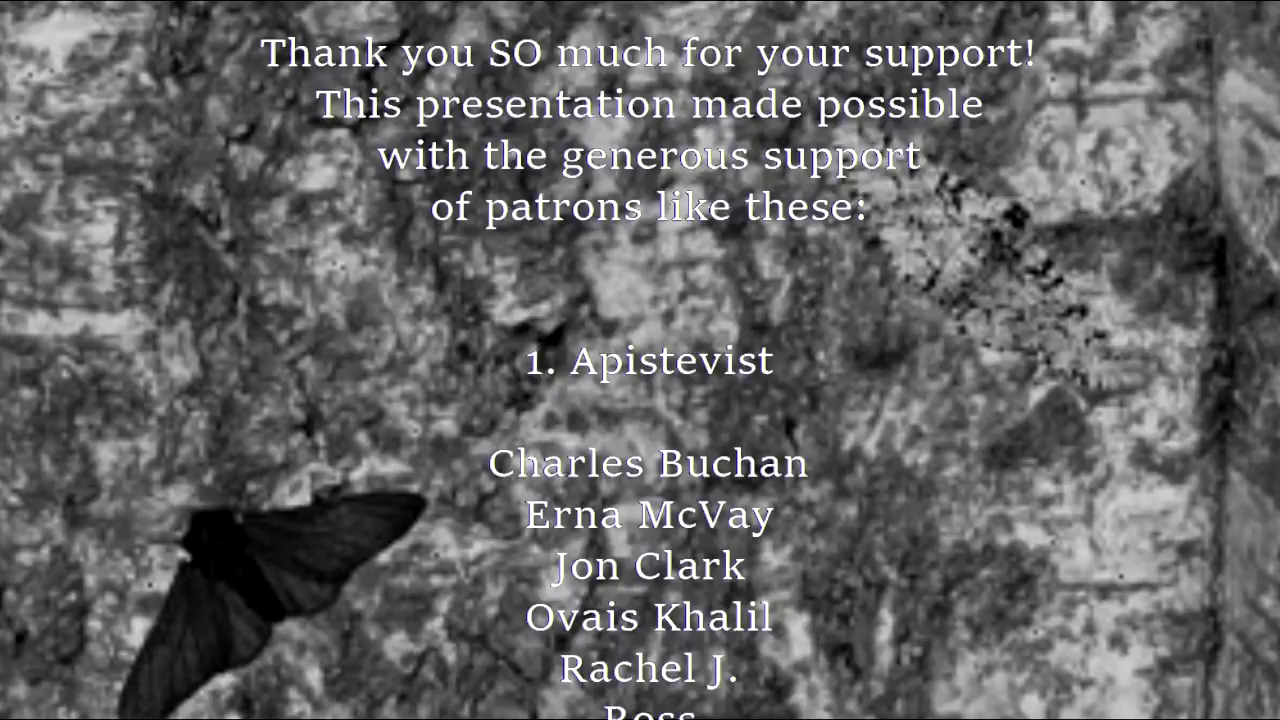 Thank you SO much for your support!
This presentation made possible
with the generous support
of patrons like these:
1. Apistevist
Charles Buchan
Erna McVay
Jon Clark
Ovais Khalil
Rachel J.
Ross